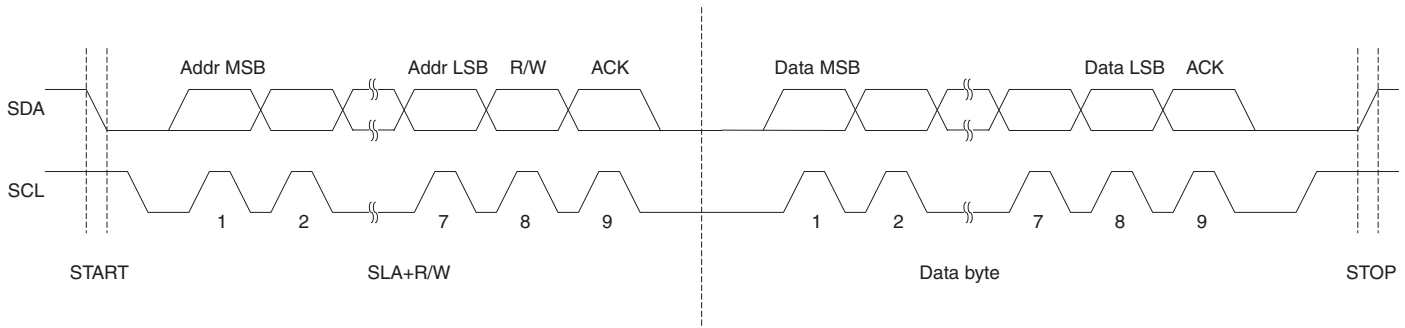 Addr MSB Addr LSB R/W ACK Data MSB Data LSB ACK
SDA
SCL
1 2 7 8 9 1 2 7 8 9
START SLA+R/W Data byte STOP